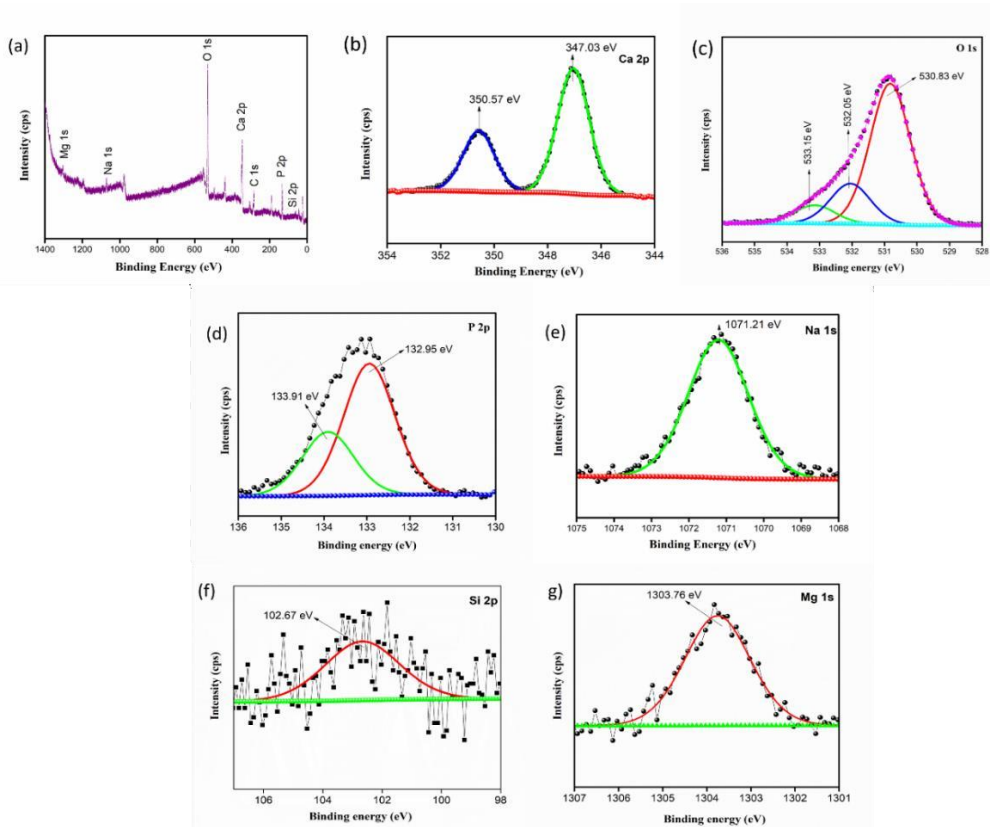 (a)
O 1s
Mg 1s
Na 1s
Ca 2p
C 1s
P 2p
Si 2p
Intensity (cps)
1400 1200 1000 800 600 400 200 0
Binding Energy (eV)
(b)
347.03 eV
Ca 2p
350.57 eV
Intensity (cps)
354 352 350 348 346 344
Binding Energy (eV)
(c)
O 1s
530.83 eV
532.05 eV
533.15 eV
Intensity (cps)
536 535 534 533 532 531 530 529 528
Binding energy (eV)
(d)
P 2p
132.95 eV
133.91 eV
Intensity (cps)
136 135 134 133 132 131 130
Binding energy (eV)
(e)
1071.21 eV
Na 1s
Intensity (cps)
1075 1074 1073 1072 1071 1070 1069 1068
Binding Energy (eV)
(f)
Si 2p
102.67 eV
Intensity (cps)
106 104 102 100 98
Binding energy (eV)
g)
Mg 1s
1303.76 eV
Intensity (cps)
1307 1306 1305 1304 1303 1302 1301
Binding energy (eV)